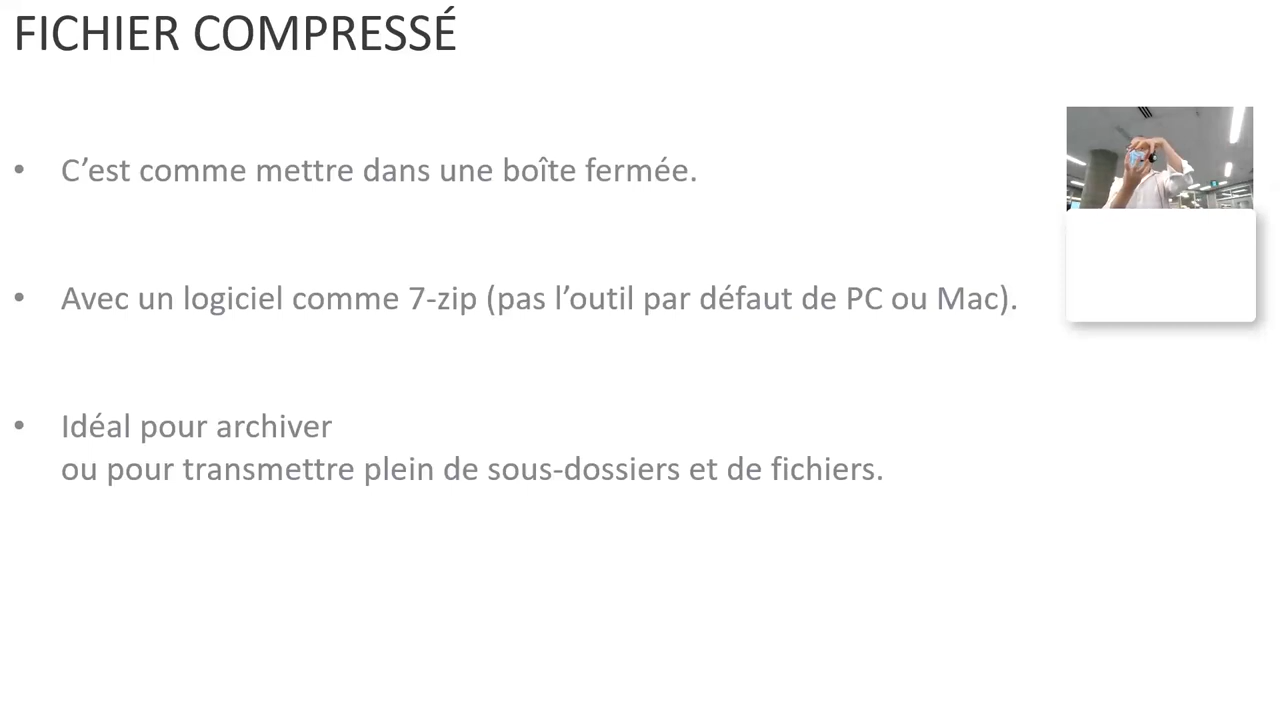 FICHIER COMPRESSÉ
• C’est comme mettre dans une boîte fermée.
• Avec un logiciel comme 7-zip (pas l’outil par défaut de PC ou Mac).
• Idéal pour archiver
ou pour transmettre plein de sous-dossiers et de fichiers.